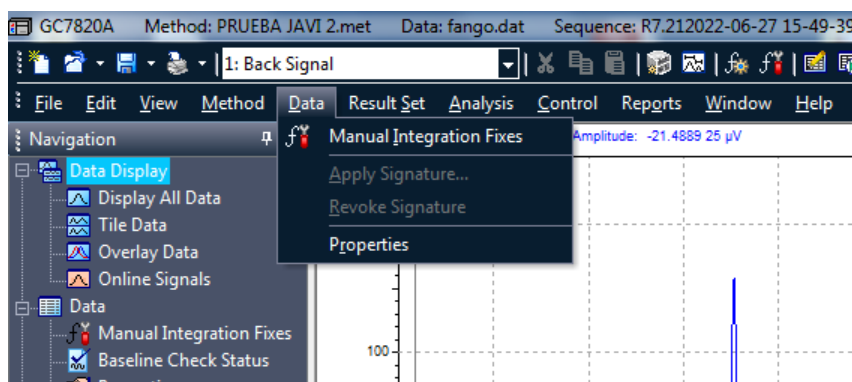 GC7820A Method: PRUEBA JAVI 2.met Data: fango.dat Sequence: R7.212022-06-27 15-49-39
1: Back Signal
File Edit View Method Data Result Set Analysis Control Reports Window Help
Navigation
Manual Integration Fixes
Amplitude: -21.4889 25 µV
Apply Signature...
Revoke Signature
Properties
Data Display
Display All Data
Tile Data
Overlay Data
Online Signals
Data
Manual Integration Fixes
Baseline Check Status
100